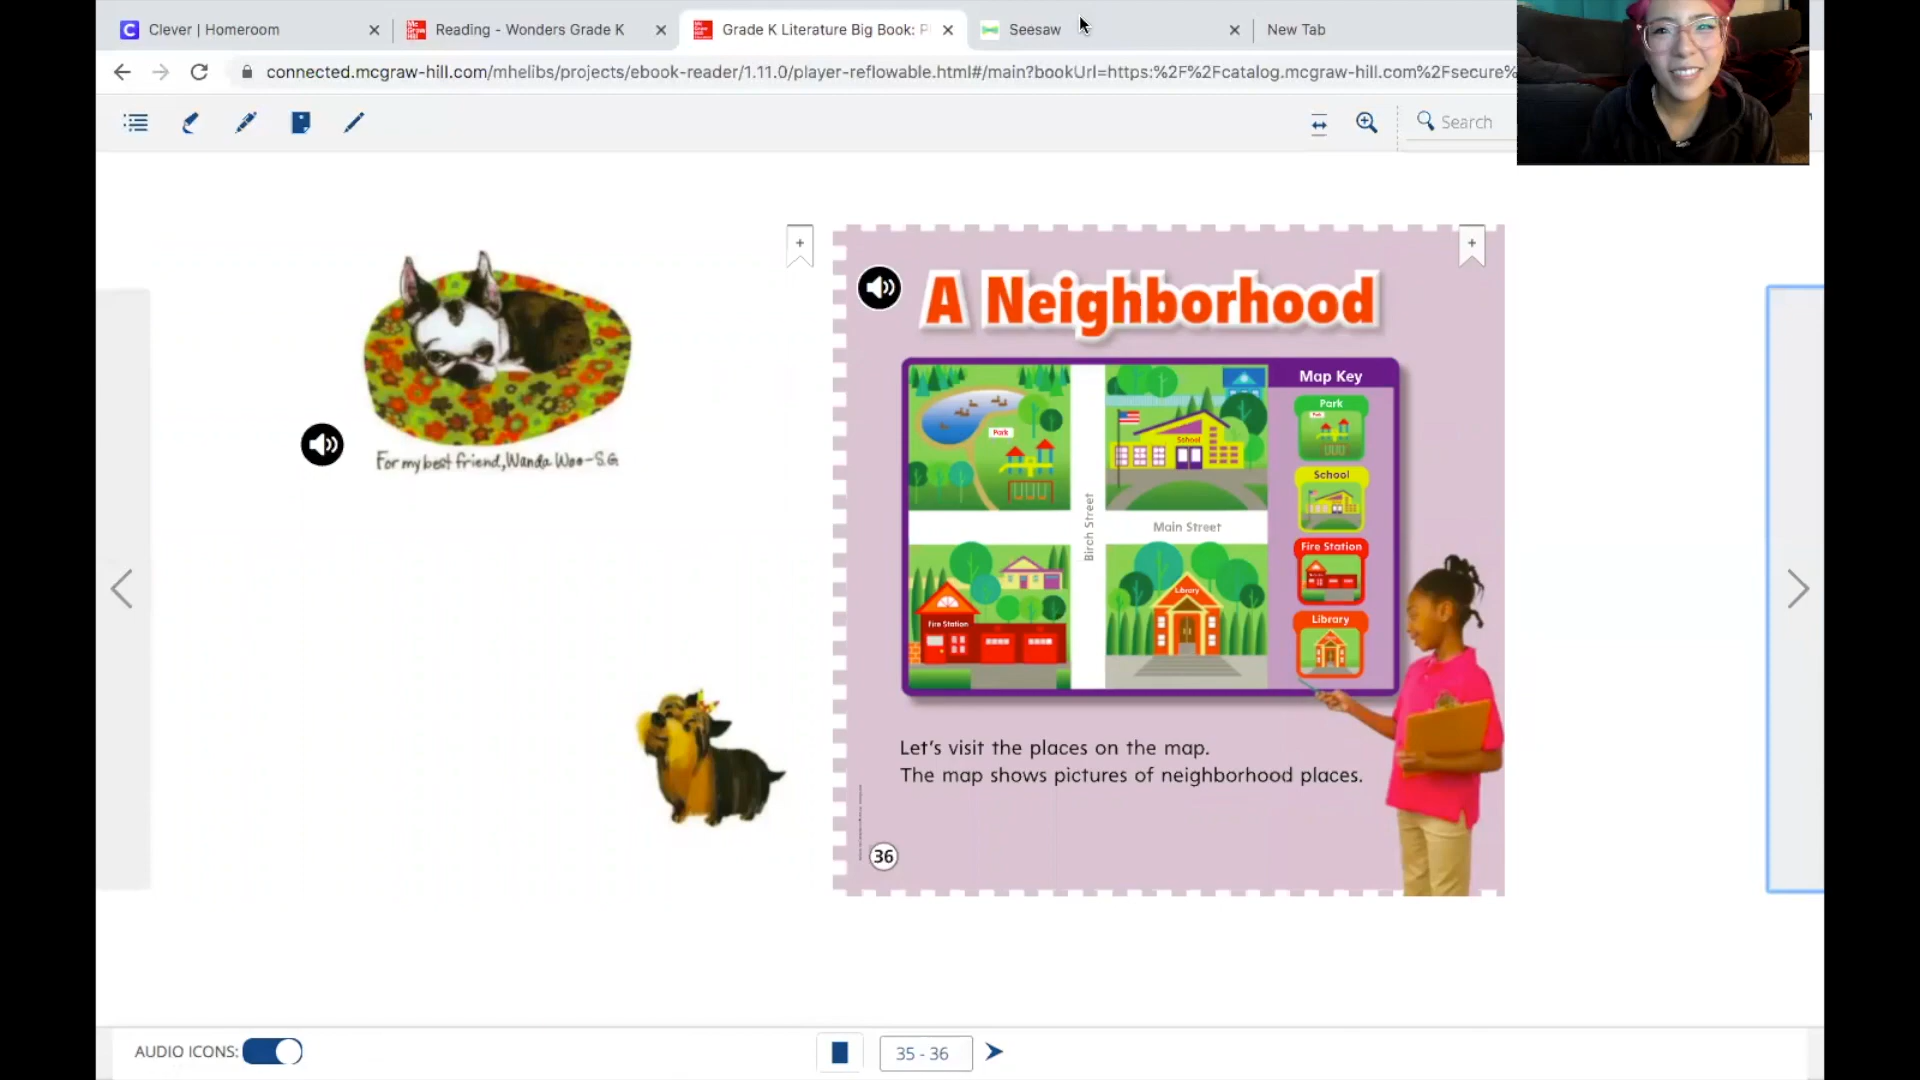 Clever | Homeroom
Reading - Wonders Grade K
Grade K Literature Big Book: P
Seesaw
New Tab
connected.mcgraw-hill.com/mhelibs/projects/ebook-reader/1.11.0/player-reflowable.html#/main?bookUrl=https:%2F%2Fcatalog.mcgraw-hill.com%2Fsecure%
Search
For my best friend, Wanda Woo-S.G.
A Neighborhood
Map Key
Park
Park
School
School
Birch Street
Main Street
Fire Station
Fire Station
Library
Library
Let's visit the places on the map.
The map shows pictures of neighborhood places.
36
AUDIO ICONS:
35 - 36